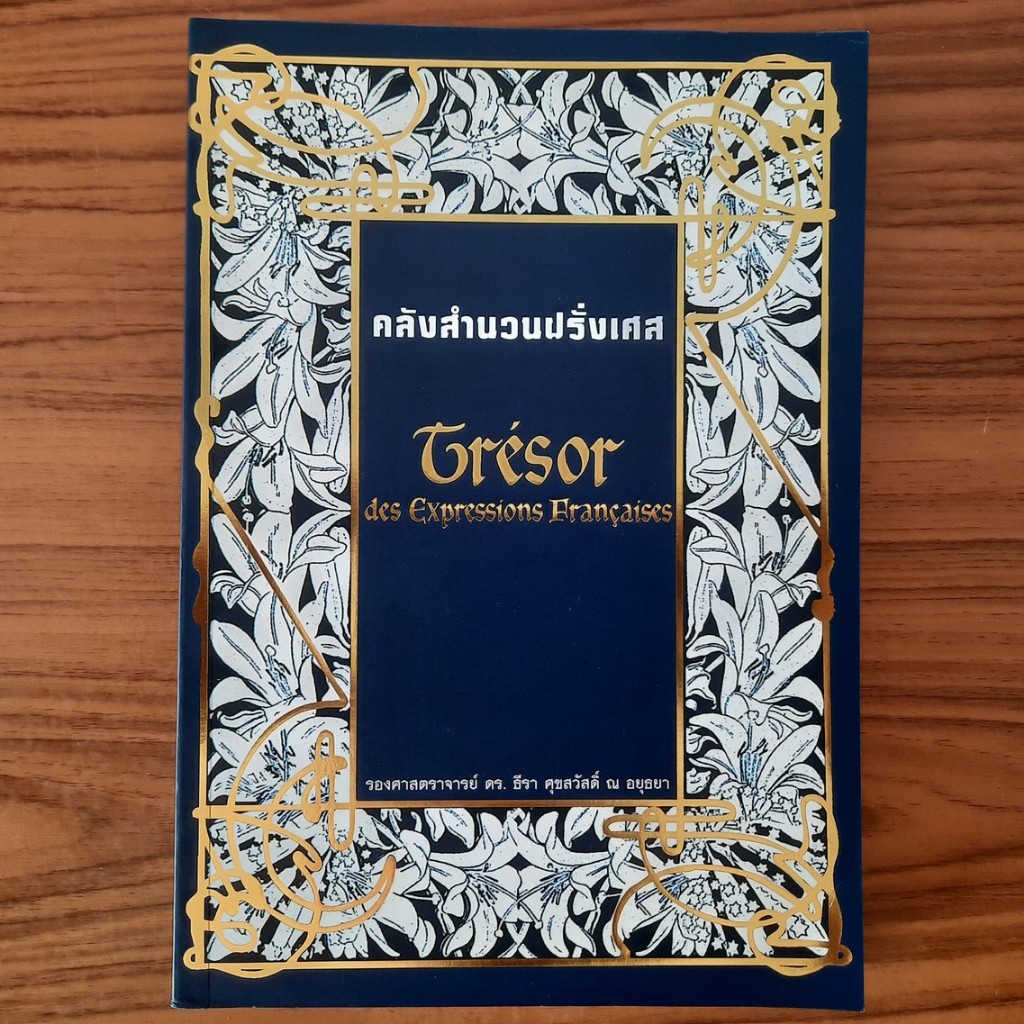 คลังสำนวนฝรั่งเศส
Trésor
des Expressions Françaises
รองศาสตราจารย์ ดร. ธีรา ศุขสวัสดิ์ ณ อยุธยา